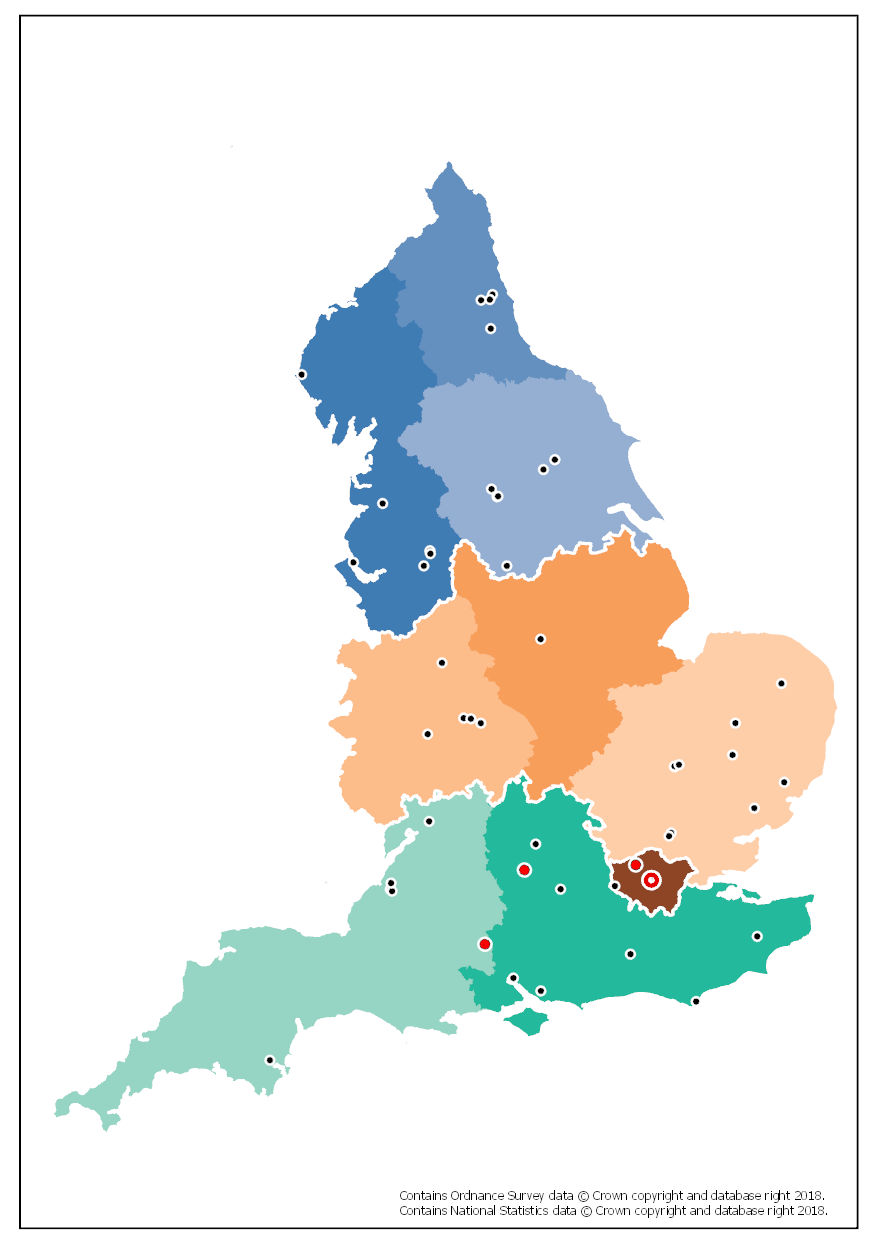 Contains Ordnance Survey data © Crown copyright and database right 2018.
Contains National Statistics data © Crown copyright and database right 2018.